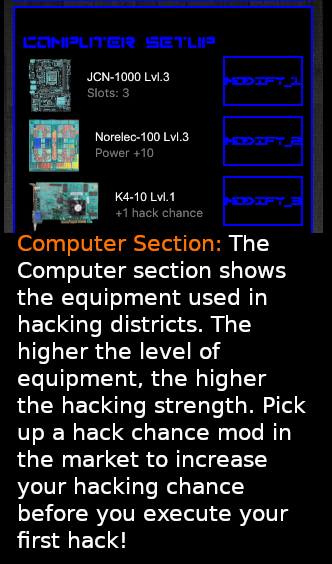 COMPUTER SETUP
JCN-1000 Lvl.3
Slots: 3
Norelec-100 Lvl.3
Power +10
K4-10 Lvl.1
+1 hack chance
Computer Section: The
Computer section shows
the equipment used in
hacking districts. The
higher the level of
equipment, the higher
the hacking strength. Pick
up a hack chance mod in
the market to increase
your hacking chance
before you execute your
first hack!